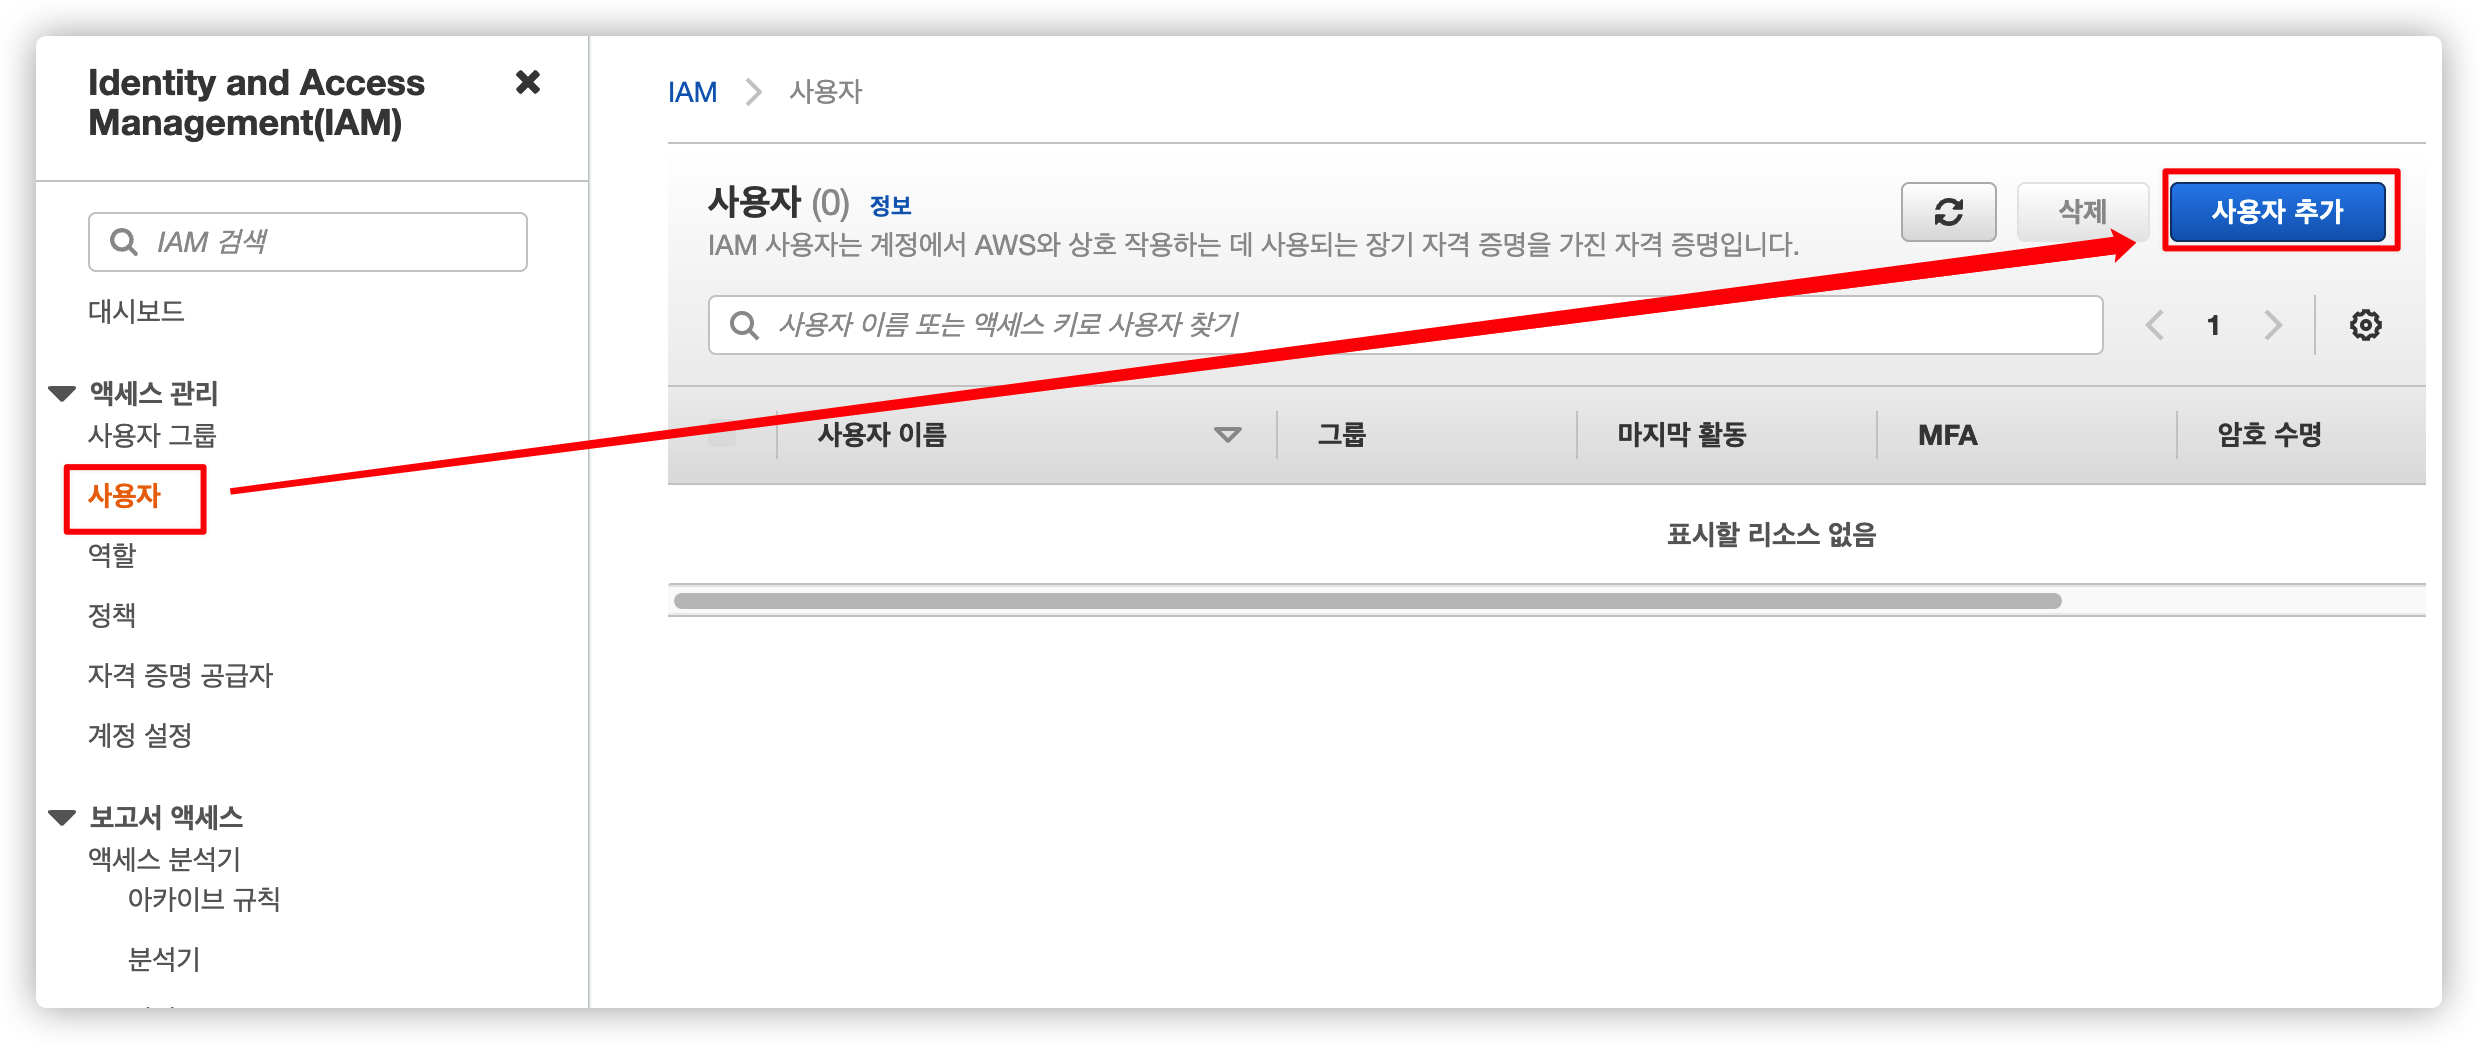 Identity and Access
Management(IAM)
IAM 검색
대시보드
액세스 관리
사용자 그룹
사용자
역할
정책
자격 증명 공급자
계정 설정
보고서 액세스
액세스 분석기
아카이브 규칙
분석기
IAM
사용자
사용자 (0) 정보
IAM 사용자는 계정에서 AWS와 상호 작용하는 데 사용되는 장기 자격 증명을 가진 자격 증명입니다.
삭제
사용자 추가
사용자 이름 또는 액세스 키로 사용자 찾기
1
사용자 이름 그룹 마지막 활동 MFA 암호 수명
표시할 리소스 없음